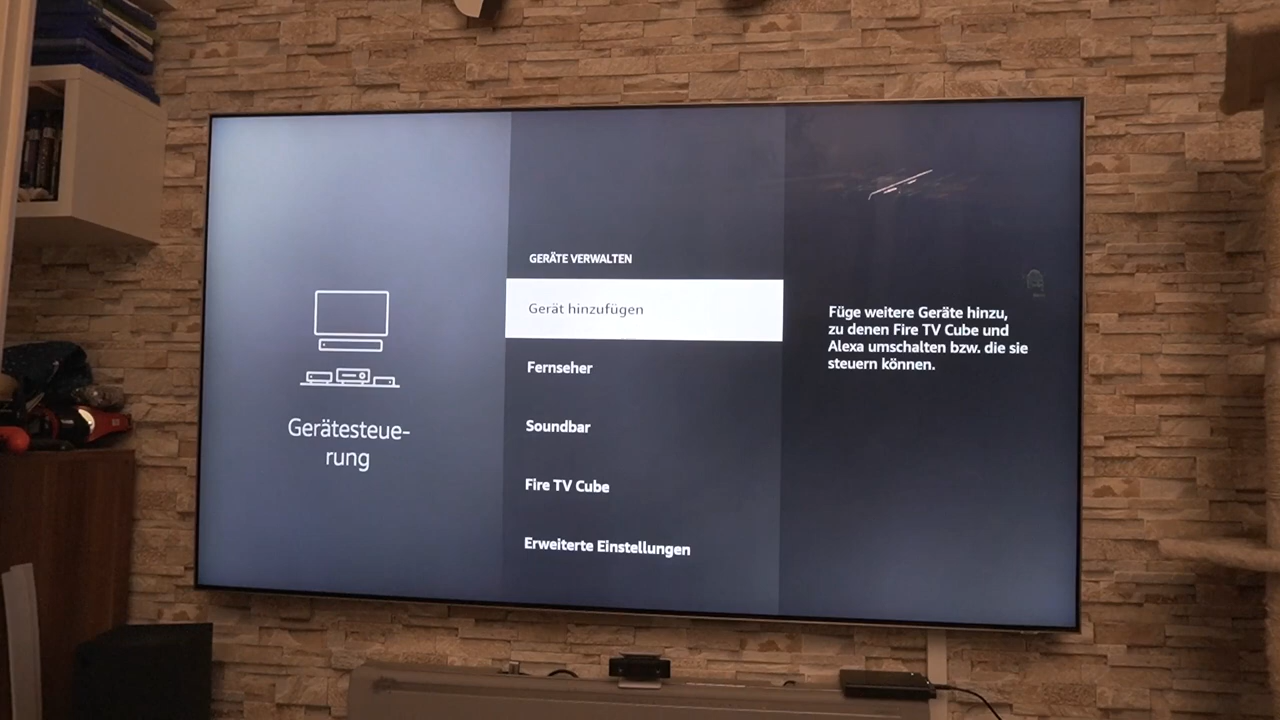 Gerätesteue-
rung
GERÄTE VERWALTEN
Gerät hinzufügen
Fernseher
Soundbar
Fire TV Cube
Erweiterte Einstellungen
Füge weitere Geräte hinzu,
zu denen Fire TV Cube und
Alexa umschalten bzw. die sie
steuern können.